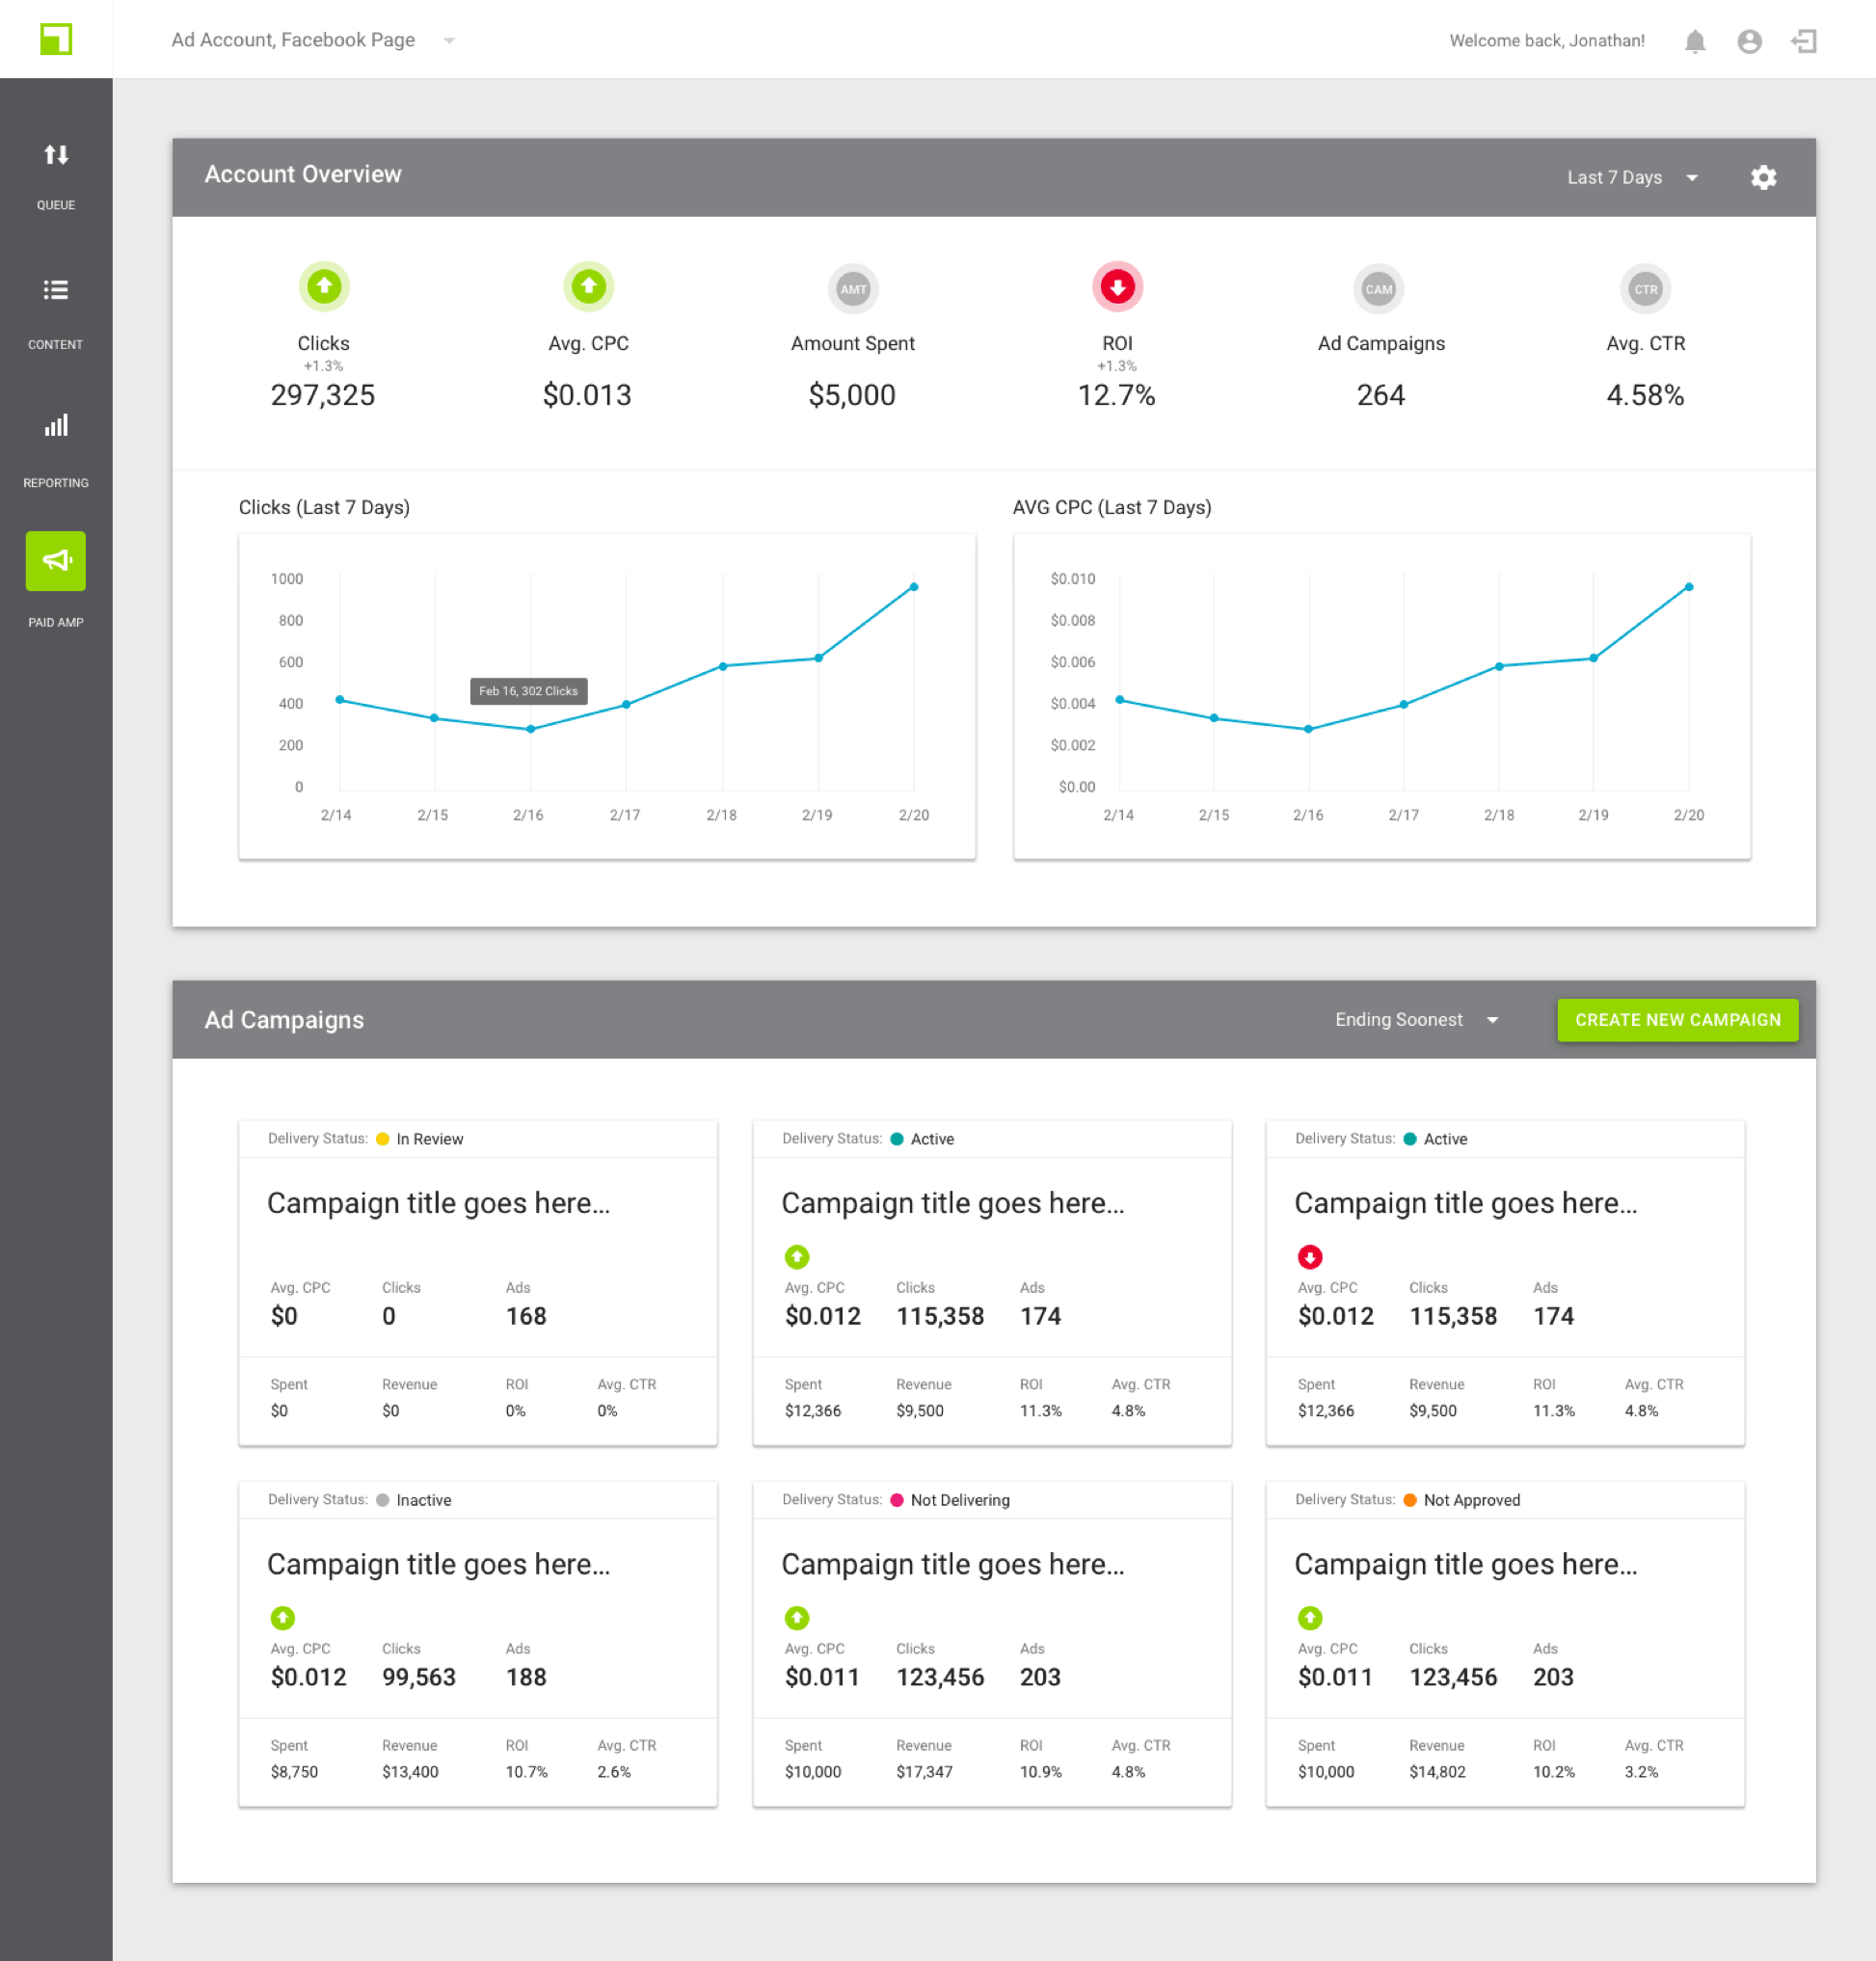 Ad Account, Facebook Page
Welcome back, Jonathan!
QUEUE
CONTENT
REPORTING
PAID AMP
Account Overview
Last 7 Days
AMT
CAM
CTR
Clicks
Avg. CPC
Amount Spent
ROI
Ad Campaigns
Avg. CTR
+1.3%
+1.3%
297,325
$0.013
$5,000
12.7%
264
4.58%
Clicks (Last 7 Days)
1000
800
600
400
200
0
Feb 16, 302 Clicks
2/14 2/15 2/16 2/17 2/18 2/19 2/20
AVG CPC (Last 7 Days)
$0.010
$0.008
$0.006
$0.004
$0.002
$0.00
2/14 2/15 2/16 2/17 2/18 2/19 2/20
Ad Campaigns
Ending Soonest
CREATE NEW CAMPAIGN
Delivery Status: In Review
Campaign title goes here...
Avg. CPC Clicks Ads
$0 0 168
Spent Revenue ROI Avg. CTR
$0 $0 0% 0%
Delivery Status: Active
Campaign title goes here...
Avg. CPC Clicks Ads
$0.012 115,358 174
Spent Revenue ROI Avg. CTR
$12,366 $9,500 11.3% 4.8%
Delivery Status: Active
Campaign title goes here...
Avg. CPC Clicks Ads
$0.012 115,358 174
Spent Revenue ROI Avg. CTR
$12,366 $9,500 11.3% 4.8%
Delivery Status: Inactive
Campaign title goes here...
Avg. CPC Clicks Ads
$0.012 99,563 188
Spent Revenue ROI Avg. CTR
$8,750 $13,400 10.7% 2.6%
Delivery Status: Not Delivering
Campaign title goes here...
Avg. CPC Clicks Ads
$0.011 123,456 203
Spent Revenue ROI Avg. CTR
$10,000 $17,347 10.9% 4.8%
Delivery Status: Not Approved
Campaign title goes here...
Avg. CPC Clicks Ads
$0.011 123,456 203
Spent Revenue ROI Avg. CTR
$10,000 $14,802 10.2% 3.2%